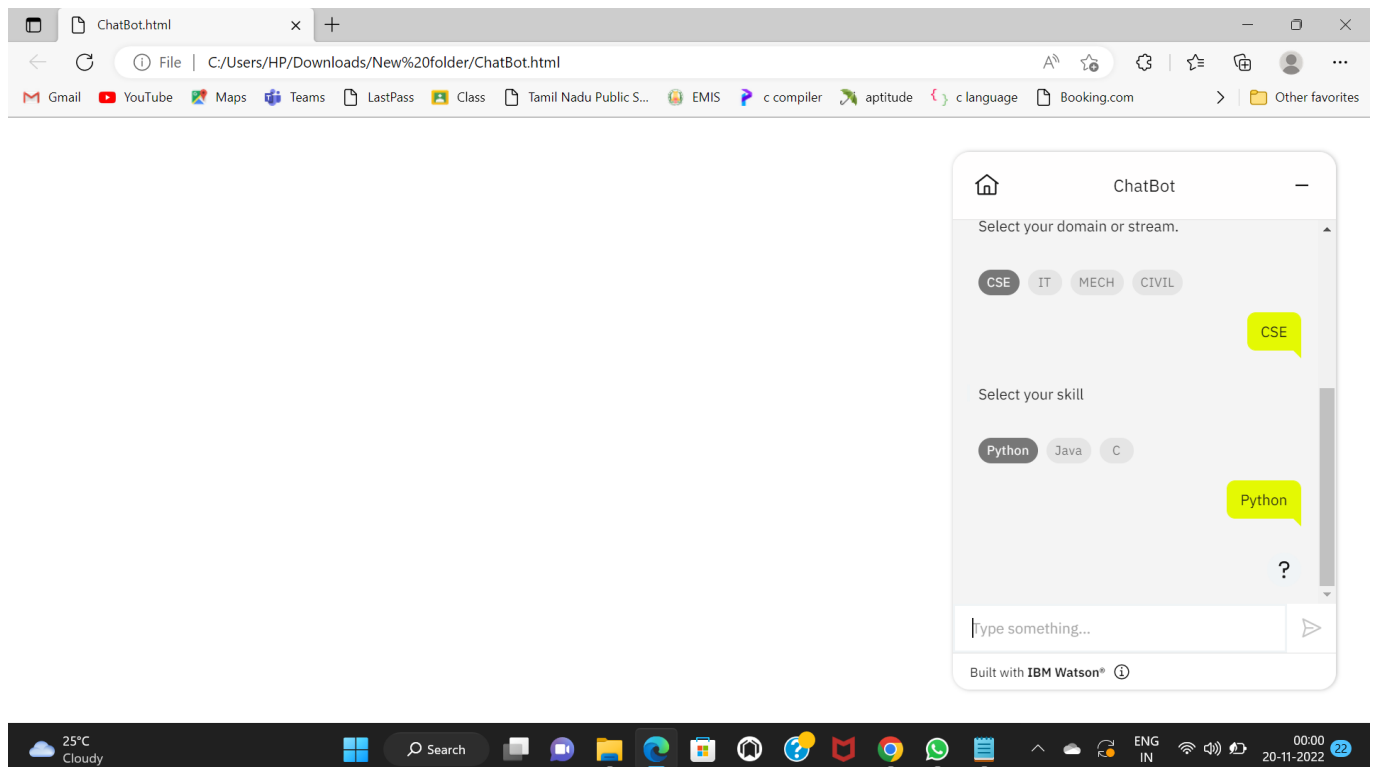 ChatBot.html
File | C:/Users/HP/Downloads/New%20folder/ChatBot.html
Gmail YouTube Maps Teams LastPass Class Tamil Nadu Public S... EMIS c compiler aptitude c language Booking.com Other favorites
ChatBot
Select your domain or stream.
CSE IT MECH CIVIL
CSE
Select your skill
Python Java C
Python
?
Type something...
Built with IBM Watson®
25°C
Cloudy
Search
ENG
IN
00:00
20-11-2022
22